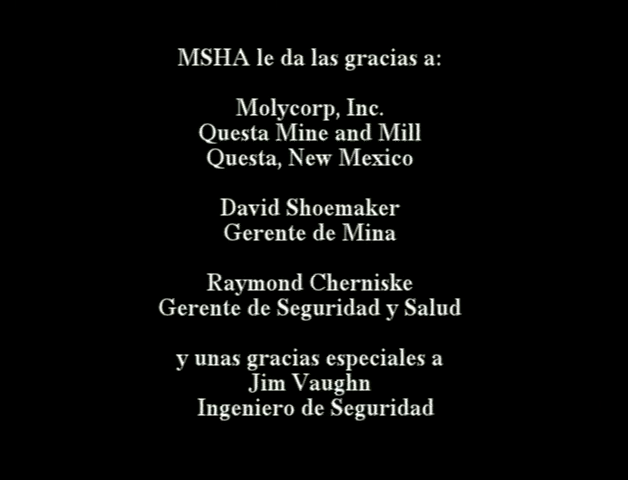 MSHA le da las gracias a:
Molycorp, Inc.
Questa Mine and Mill
Questa, New Mexico
David Shoemaker
Gerente de Mina
Raymond Cherniske
Gerente de Seguridad y Salud
y unas gracias especiales a
Jim Vaughn
Ingeniero de Seguridad